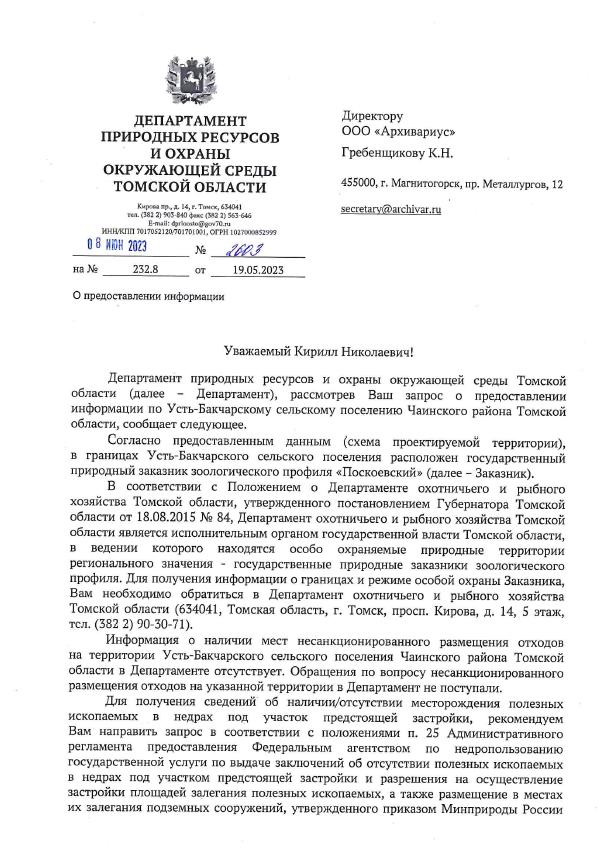 ДЕПАРТАМЕНТ
ПРИРОДНЫХ РЕСУРСОВ
И ОХРАНЫ
ОКРУЖАЮЩЕЙ СРЕДЫ
ТОМСКОЙ ОБЛАСТИ
Кирова пр., д. 14, г. Томск, 634041
тел. (382 2) 903-840 факс (382 2) 563-646
E-mail: dpriooste@gov70.ru
ИНН/КПП 7017052120/701701001, ОГРН 1027000852999
08 ИЮН 2023 № 2603
на № 232.8 от 19.05.2023
О предоставлении информации
Директору
ООО «Архивариус»
Гребенщикову К.Н.
455000, г. Магнитогорск, пр. Металлургов, 12
secretary@archivar.ru
Уважаемый Кирилл Николаевич!
Департамент природных ресурсов и охраны окружающей среды Томской
области (далее – Департамент), рассмотрев Ваш запрос о предоставлении
информации по Усть-Бакчарскому сельскому поселению Чаинского района Томской
области, сообщает следующее.
Согласно предоставленным данным (схема проектируемой территории),
в границах Усть-Бакчарского сельского поселения расположен государственный
природный заказник зоологического профиля «Поскоевский» (далее – Заказник).
В соответствии с Положением о Департаменте охотничьего и рыбного
хозяйства Томской области, утвержденного постановлением Губернатора Томской
области от 18.08.2015 № 84, Департамент охотничьего и рыбного хозяйства Томской
области является исполнительным органом государственной власти Томской области,
в ведении которого находятся особо охраняемые природные территории
регионального значения - государственные природные заказники зоологического
профиля. Для получения информации о границах и режиме особой охраны Заказника,
Вам необходимо обратиться в Департамент охотничьего и рыбного хозяйства
Томской области (634041, Томская область, г. Томск, просп. Кирова, д. 14, 5 этаж,
тел. (382 2) 90-30-71).
Информация о наличии мест несанкционированного размещения отходов
на территории Усть-Бакчарского сельского поселения Чаинского района Томской
области в Департаменте отсутствует. Обращения по вопросу несанкционированного
размещения отходов на указанной территории в Департамент не поступали.
Для получения сведений об наличии/отсутствии месторождения полезных
ископаемых в недрах под участок предстоящей застройки, рекомендуем
Вам направить запрос в соответствии с положениями п. 25 Административного
регламента предоставления Федеральным агентством по недропользованию
государственной услуги по выдаче заключений об отсутствии полезных ископаемых
в недрах под участком предстоящей застройки и разрешения на осуществление
застройки площадей залегания полезных ископаемых, а также размещение в местах
их залегания подземных сооружений, утвержденного приказом Минприроды России